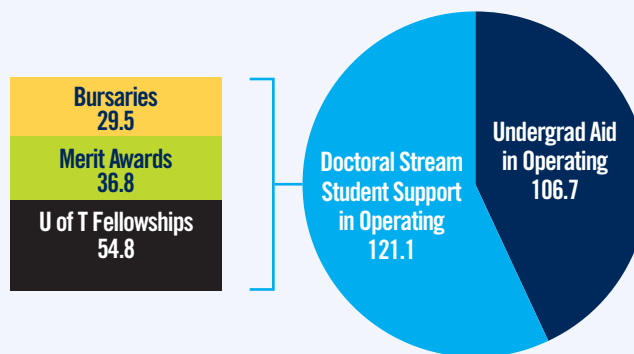 Bursaries
29.5
Merit Awards
36.8
U of T Fellowships
54.8
Doctoral Stream
Student Support
in Operating
121.1
Undergrad Aid
in Operating
106.7